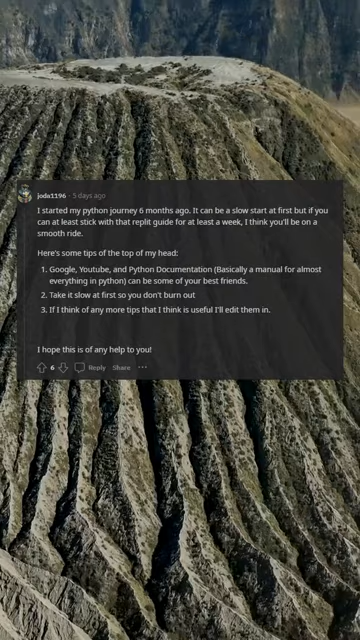 joda1196 · 5 days ago
I started my python journey 6 months ago. It can be a slow start at first but if you
can at least stick with that replit guide for at least a week, I think you'll be on a
smooth ride.
Here's some tips of the top of my head:
1. Google, Youtube, and Python Documentation (Basically a manual for almost
everything in python) can be some of your best friends.
2. Take it slow at first so you don't burn out
3. If I think of any more tips that I think is useful I'll edit them in.
I hope this is of any help to you!
6 Reply Share ...